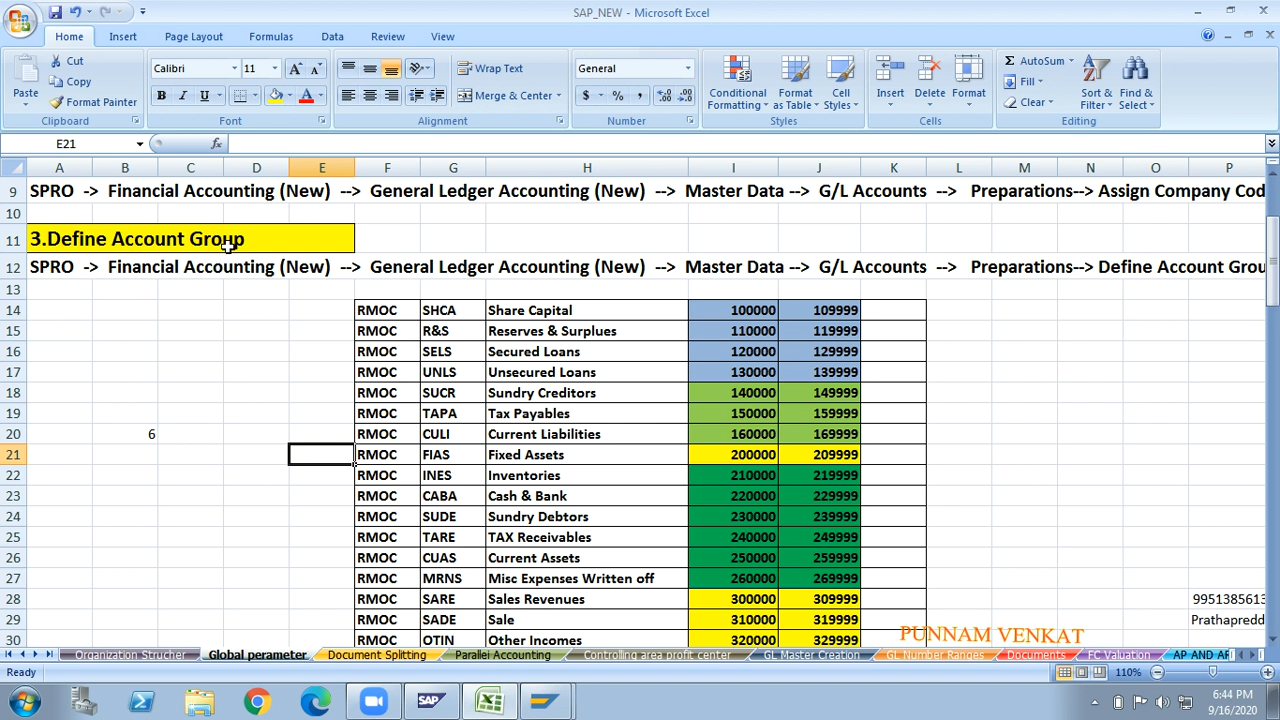 SAP_NEW - Microsoft Excel
Home Insert Page Layout Formulas Data Review View
Paste Cut Copy Format Painter Clipboard
Calibri 11 B I U A A A Font
Wrap Text Merge & Center Alignment
General $ % , Number
Conditional Formatting Format as Table Cell Styles Styles
Insert Delete Format Cells
Σ AutoSum Fill Clear Sort & Filter Find & Select Editing
E21 fx
A B C D E F G H I J K L M N O P
9 SPRO -> Financial Accounting (New) --> General Ledger Accounting (New) --> Master Data --> G/L Accounts --> Preparations--> Assign Company Cod
10
11 3.Define Account Group
12 SPRO -> Financial Accounting (New) --> General Ledger Accounting (New) --> Master Data --> G/L Accounts --> Preparations--> Define Account Grou
13
14 RMOC SHCA Share Capital 100000 109999
15 RMOC R&S Reserves & Surplues 110000 119999
16 RMOC SELS Secured Loans 120000 129999
17 RMOC UNLS Unsecured Loans 130000 139999
18 RMOC SUCR Sundry Creditors 140000 149999
19 RMOC TAPA Tax Payables 150000 159999
20 6 RMOC CULI Current Liabilities 160000 169999
21 RMOC FIAS Fixed Assets 200000 209999
22 RMOC INES Inventories 210000 219999
23 RMOC CABA Cash & Bank 220000 229999
24 RMOC SUDE Sundry Debtors 230000 239999
25 RMOC TARE TAX Receivables 240000 249999
26 RMOC CUAS Current Assets 250000 259999
27 RMOC MRNS Misc Expenses Written off 260000 269999
28 RMOC SARE Sales Revenues 300000 309999 9951385613
29 RMOC SADE Sale 310000 319999 Prathapredd
30 RMOC OTIN Other Incomes 320000 329999
PUNNAM VENKAT
Organization Strucher Global perameter Document Splitting Parallei Accounting Controlling area profit center GL Master Creation GL Number Ranges Documents FC Valuation AP AND AR
Ready 110%
6:44 PM
9/16/2020